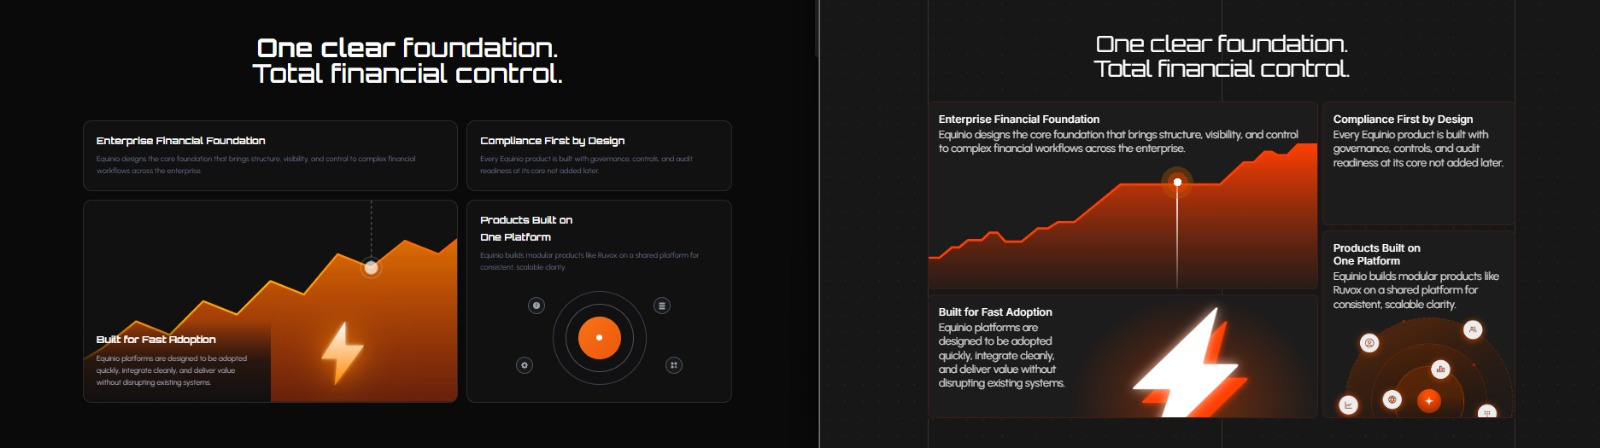 One clear foundation.
Total financial control.
Enterprise Financial Foundation
Equinio designs the core foundation that brings structure, visibility, and control to complex financial
workflows across the enterprise.
Compliance First by Design
Every Equinio product is built with governance, controls, and audit
readiness at its core not added later.
Built for Fast Adoption
Equinio platforms are designed to be adopted
quickly, integrate cleanly, and deliver value
without disrupting existing systems.
Products Built on
One Platform
Equinio builds modular products like Ruvox on a shared platform for
consistent, scalable clarity.
One clear foundation.
Total financial control.
Enterprise Financial Foundation
Equinio designs the core foundation that brings structure, visibility, and control
to complex financial workflows across the enterprise.
Compliance First by Design
Every Equinio product is built with
governance, controls, and audit
readiness at its core not added later.
Built for Fast Adoption
Equinio platforms are
designed to be adopted
quickly, integrate cleanly,
and deliver value without
disrupting existing systems.
Products Built on
One Platform
Equinio builds modular products like
Ruvox on a shared platform for
consistent, scalable clarity.